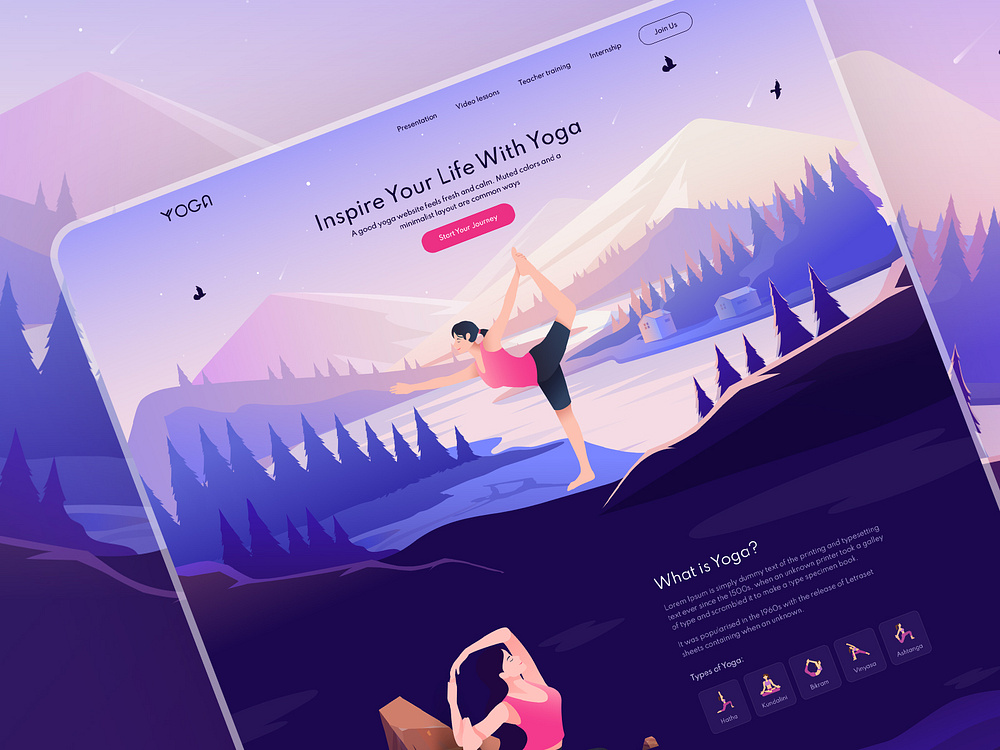 YOGA
Presentation
Video lessons
Teacher training
Internship
Join Us
Inspire Your Life With Yoga
A good yoga website feels fresh and calm. Muted colors and a
minimalist layout are common ways
Start Your Journey
What is Yoga?
Lorem Ipsum is simply dummy text of the printing and typesetting
text ever since the 1500s, when an unknown printer took a galley
of type and scrambled it to make a type specimen book.
It was popularised in the 1960s with the release of Letraset
sheets containing when an unknown.
Types of Yoga:
Hatha
Kundalini
Bikram
Vinyasa
Ashtanga